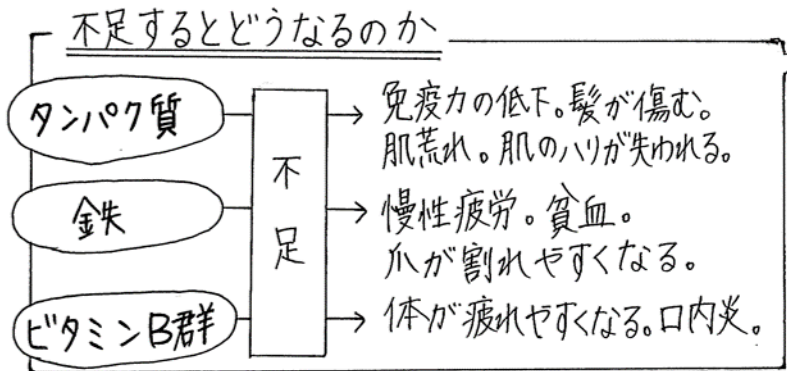 不足するとどうなるのか
タンパク質
不足
免疫力の低下。髪が傷む。
肌荒れ。肌のハリが失われる。
鉄
慢性疲労。貧血。
爪が割れやすくなる。
ビタミンB群
体が疲れやすくなる。口内炎。